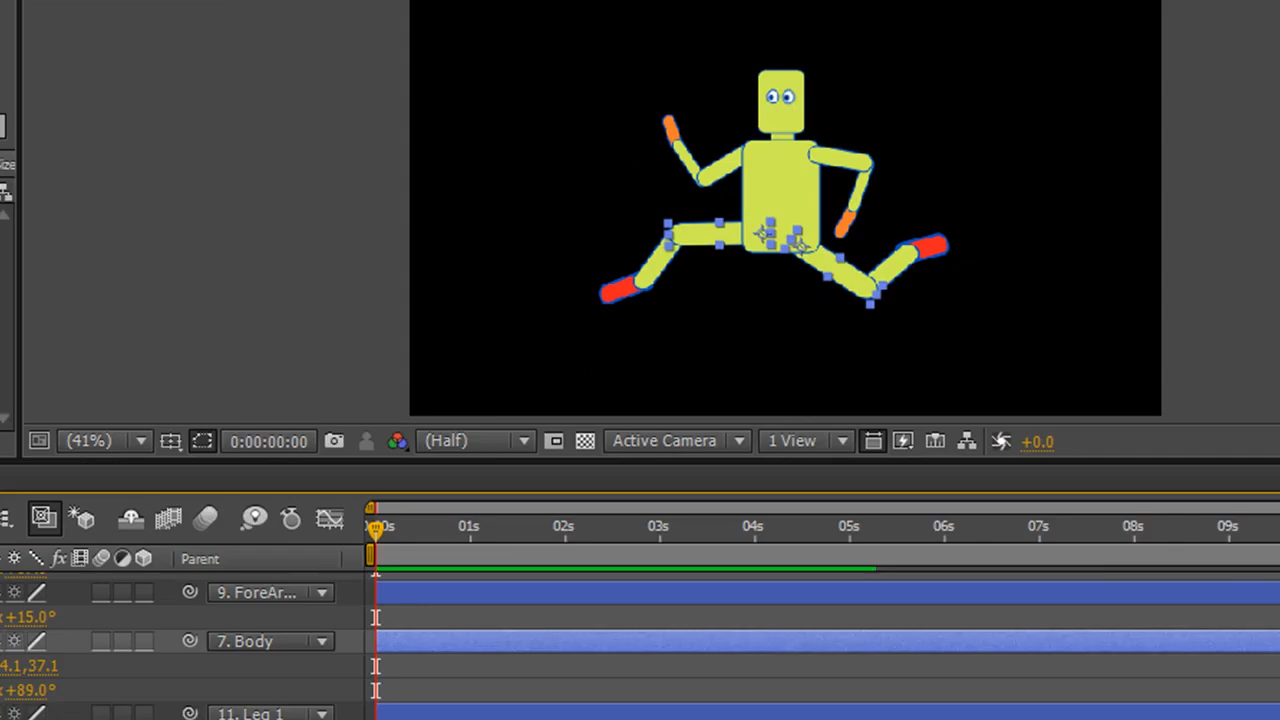 Size
(41%)
0:00:00:00
(Half)
Active Camera
1 View
+0.0
0s 01s 02s 03s 04s 05s 06s 07s 08s 09s
fx Parent
9. ForeAr...
x +15.0°
7. Body
4.1,37.1
x +89.0°
11. Leg 1